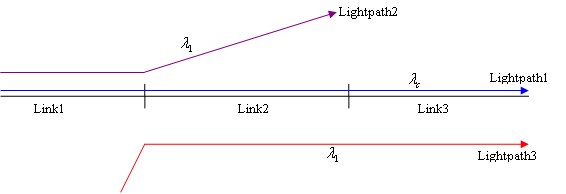 Lightpath2
λ1
λc
Lightpath1
Link1 Link2 Link3
λ1
Lightpath3